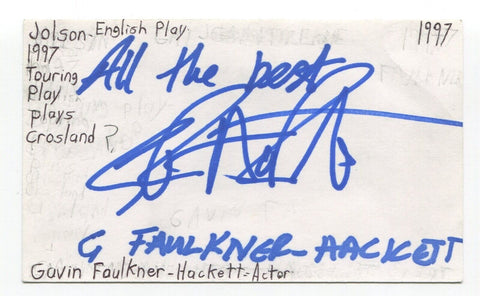 Jolson-English Play
1997
1997
Touring
Play
plays
Crosland P.
All the best
G FAULKNER-HACKETT
Gavin Faulkner-Hackett-Actor